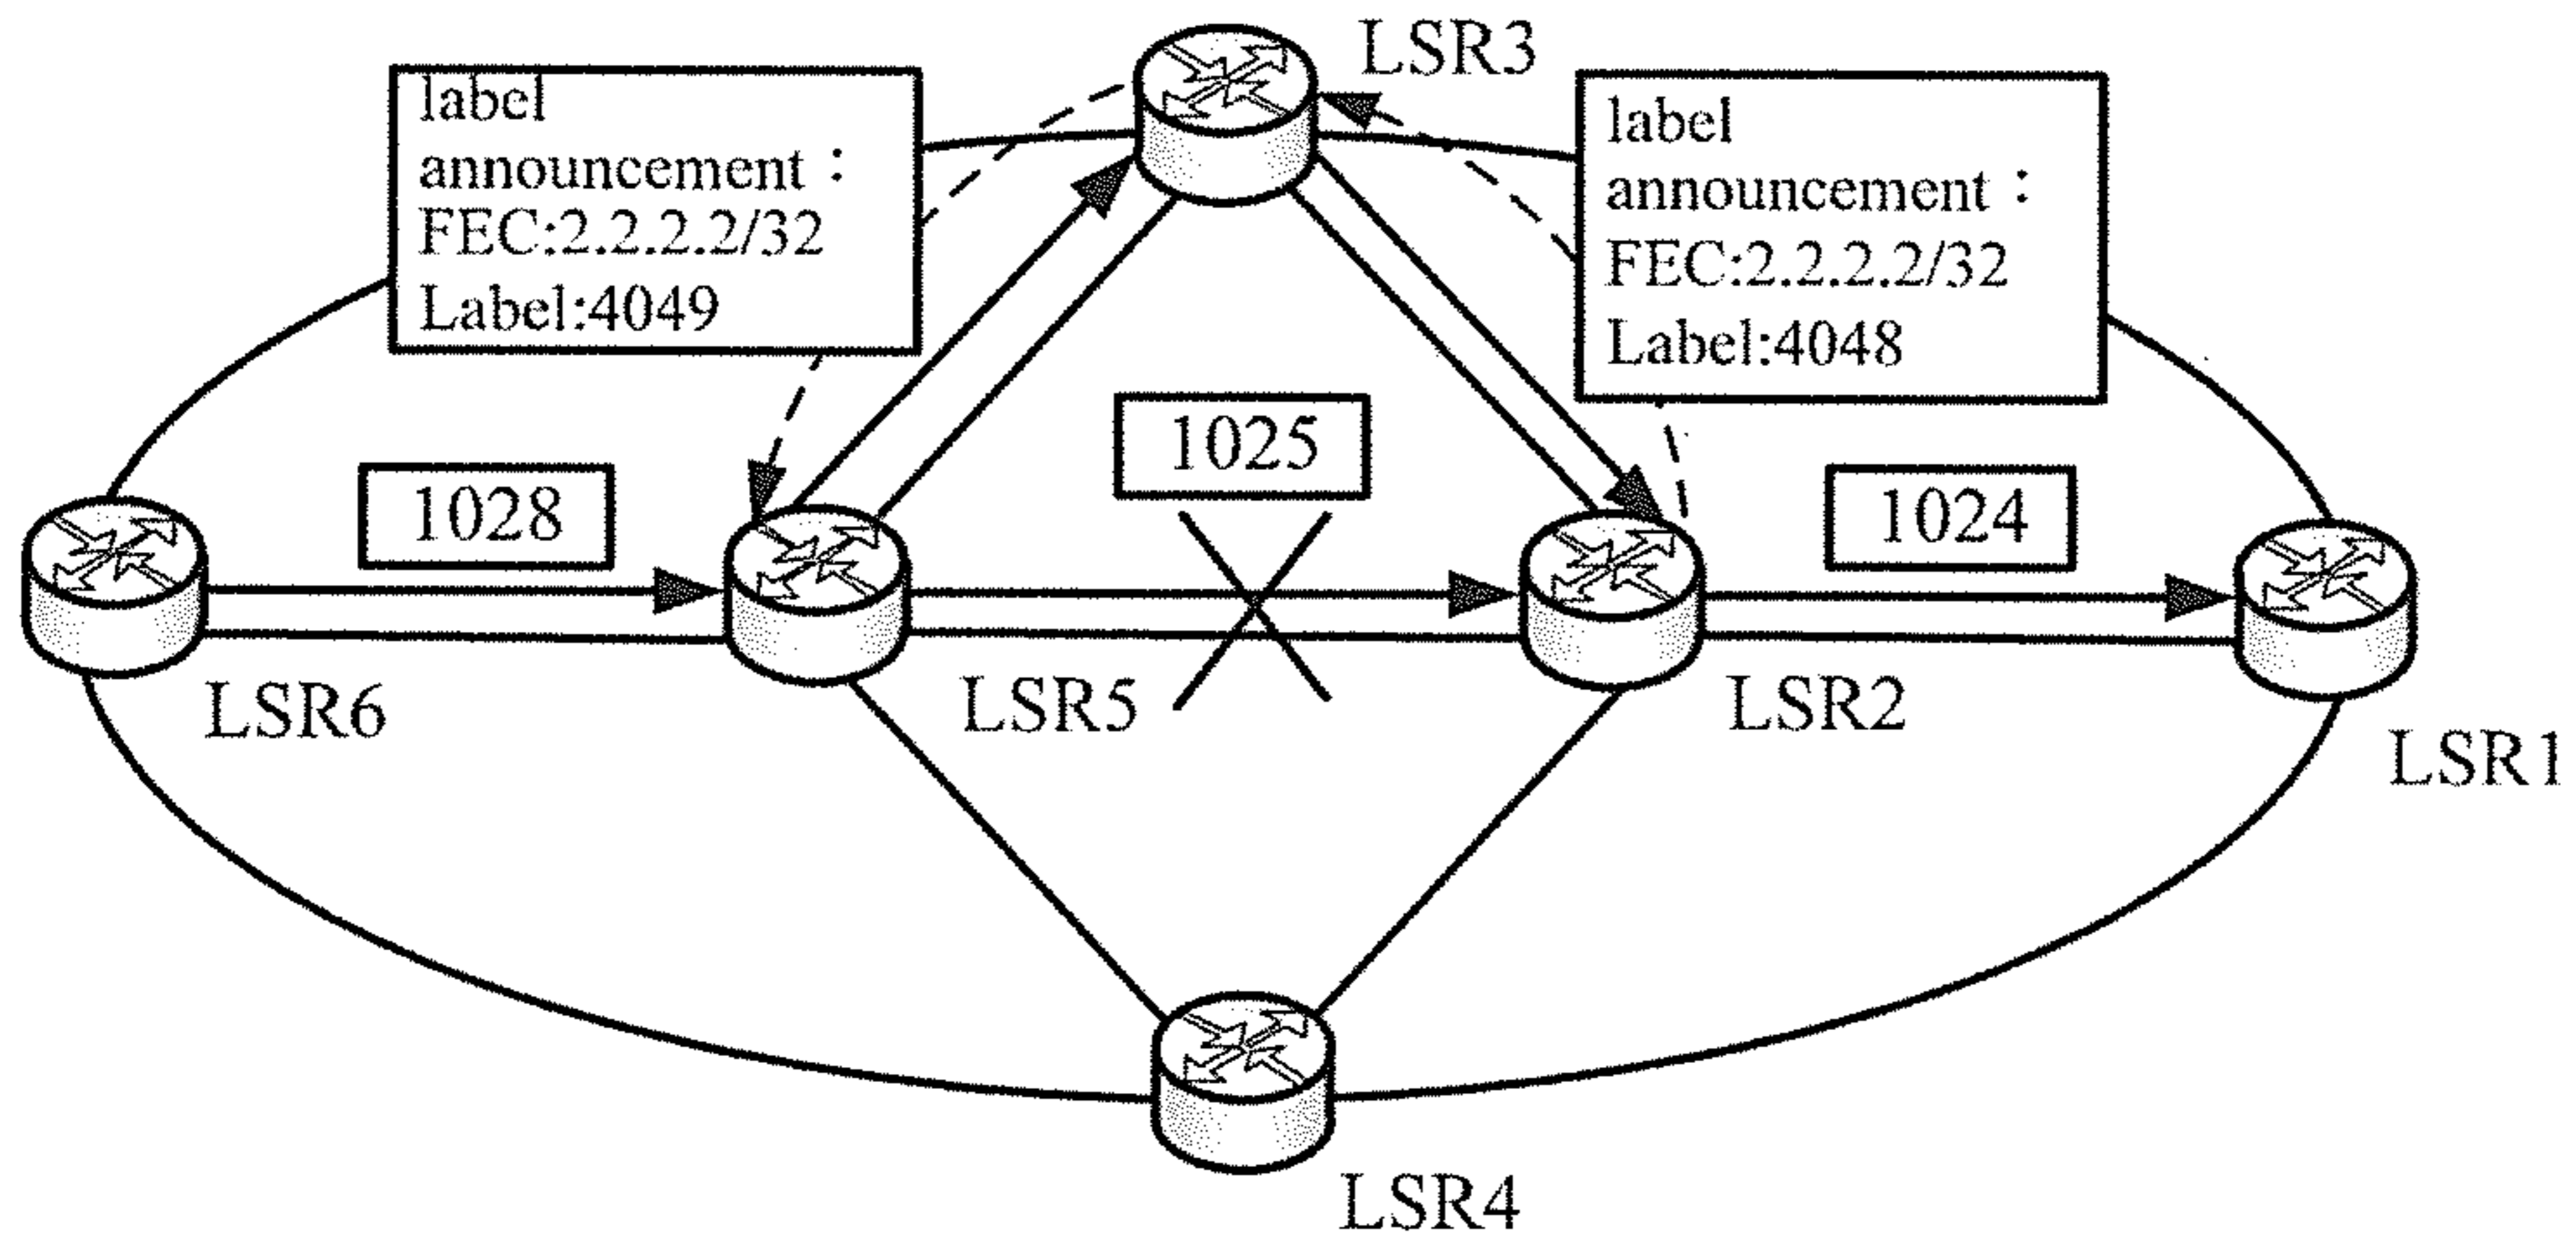 LSR3
label
announcement：
FEC:2.2.2.2/32
Label:4049
label
announcement：
FEC:2.2.2.2/32
Label:4048
1028
1025
1024
LSR6
LSR5
LSR2
LSR1
LSR4